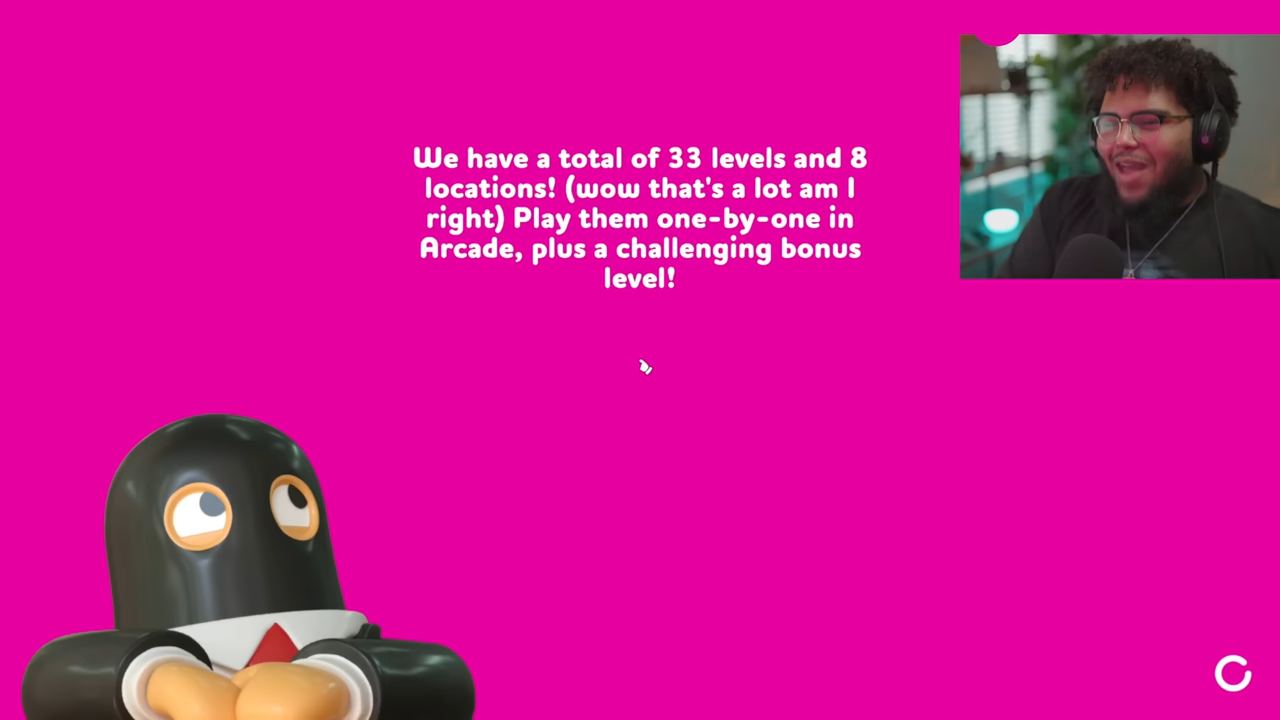 We have a total of 33 levels and 8
locations! (wow that's a lot am I
right) Play them one-by-one in
Arcade, plus a challenging bonus
level!